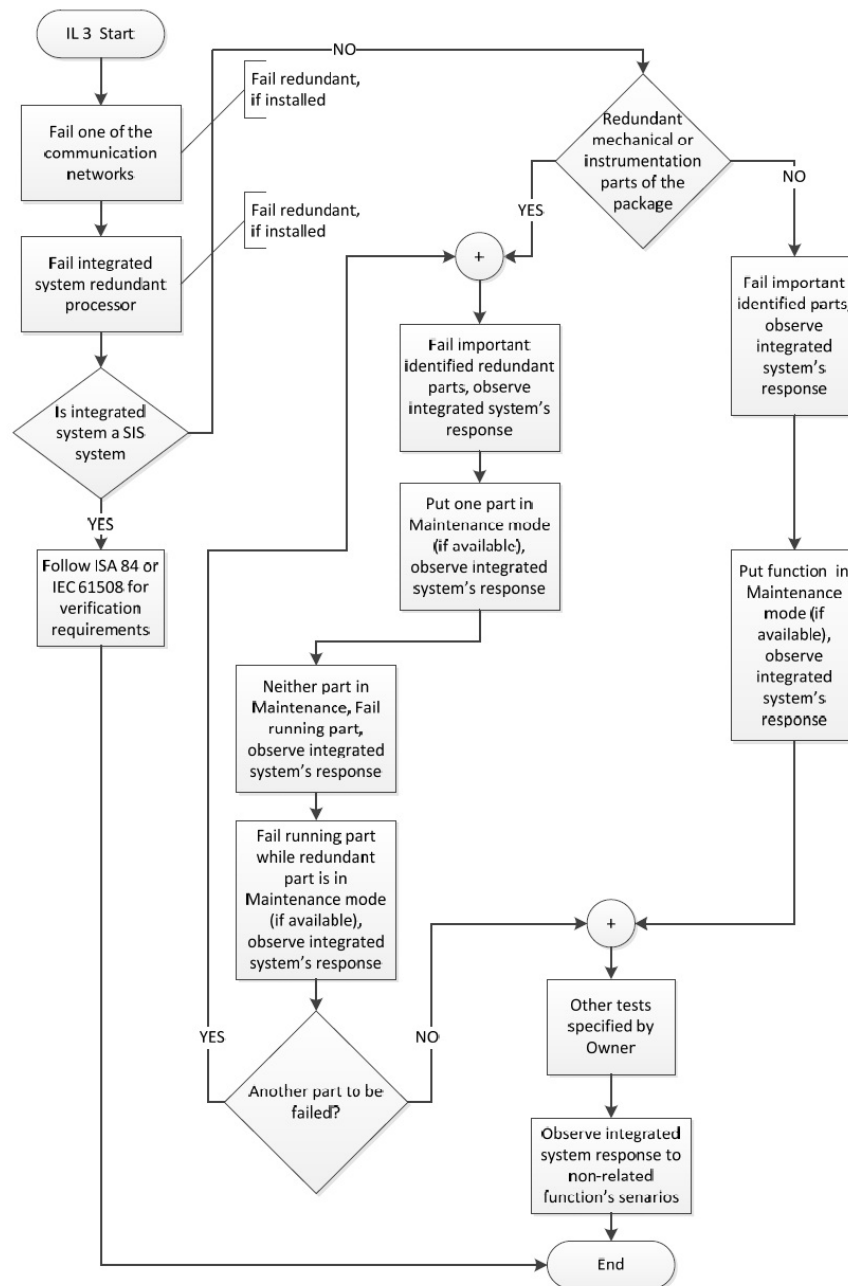 IL 3 Start
NO
Fail redundant,
if installed
Fail one of the
communication
networks
Redundant
mechanical or
instrumentation
parts of the
package
NO
YES
Fail redundant,
if installed
Fail integrated
system redundant
processor
+
Fail important
identified parts,
observe
integrated
system's
response
Fail important
identified redundant
parts, observe
integrated system's
response
Is integrated
system a SIS
system
YES
Put one part in
Maintenance mode
(if available),
observe integrated
system's response
Follow ISA 84 or
IEC 61508 for
verification
requirements
Put function in
Maintenance
mode (if
available),
observe
integrated
system's
response
Neither part in
Maintenance, Fail
running part,
observe integrated
system's response
Fail running part
while redundant
part is in
Maintenance mode
(if available),
observe integrated
system's response
+
YES
NO
Another part to be
failed?
Other tests
specified by
Owner
Observe integrated
system response to
non-related
function's senarios
End